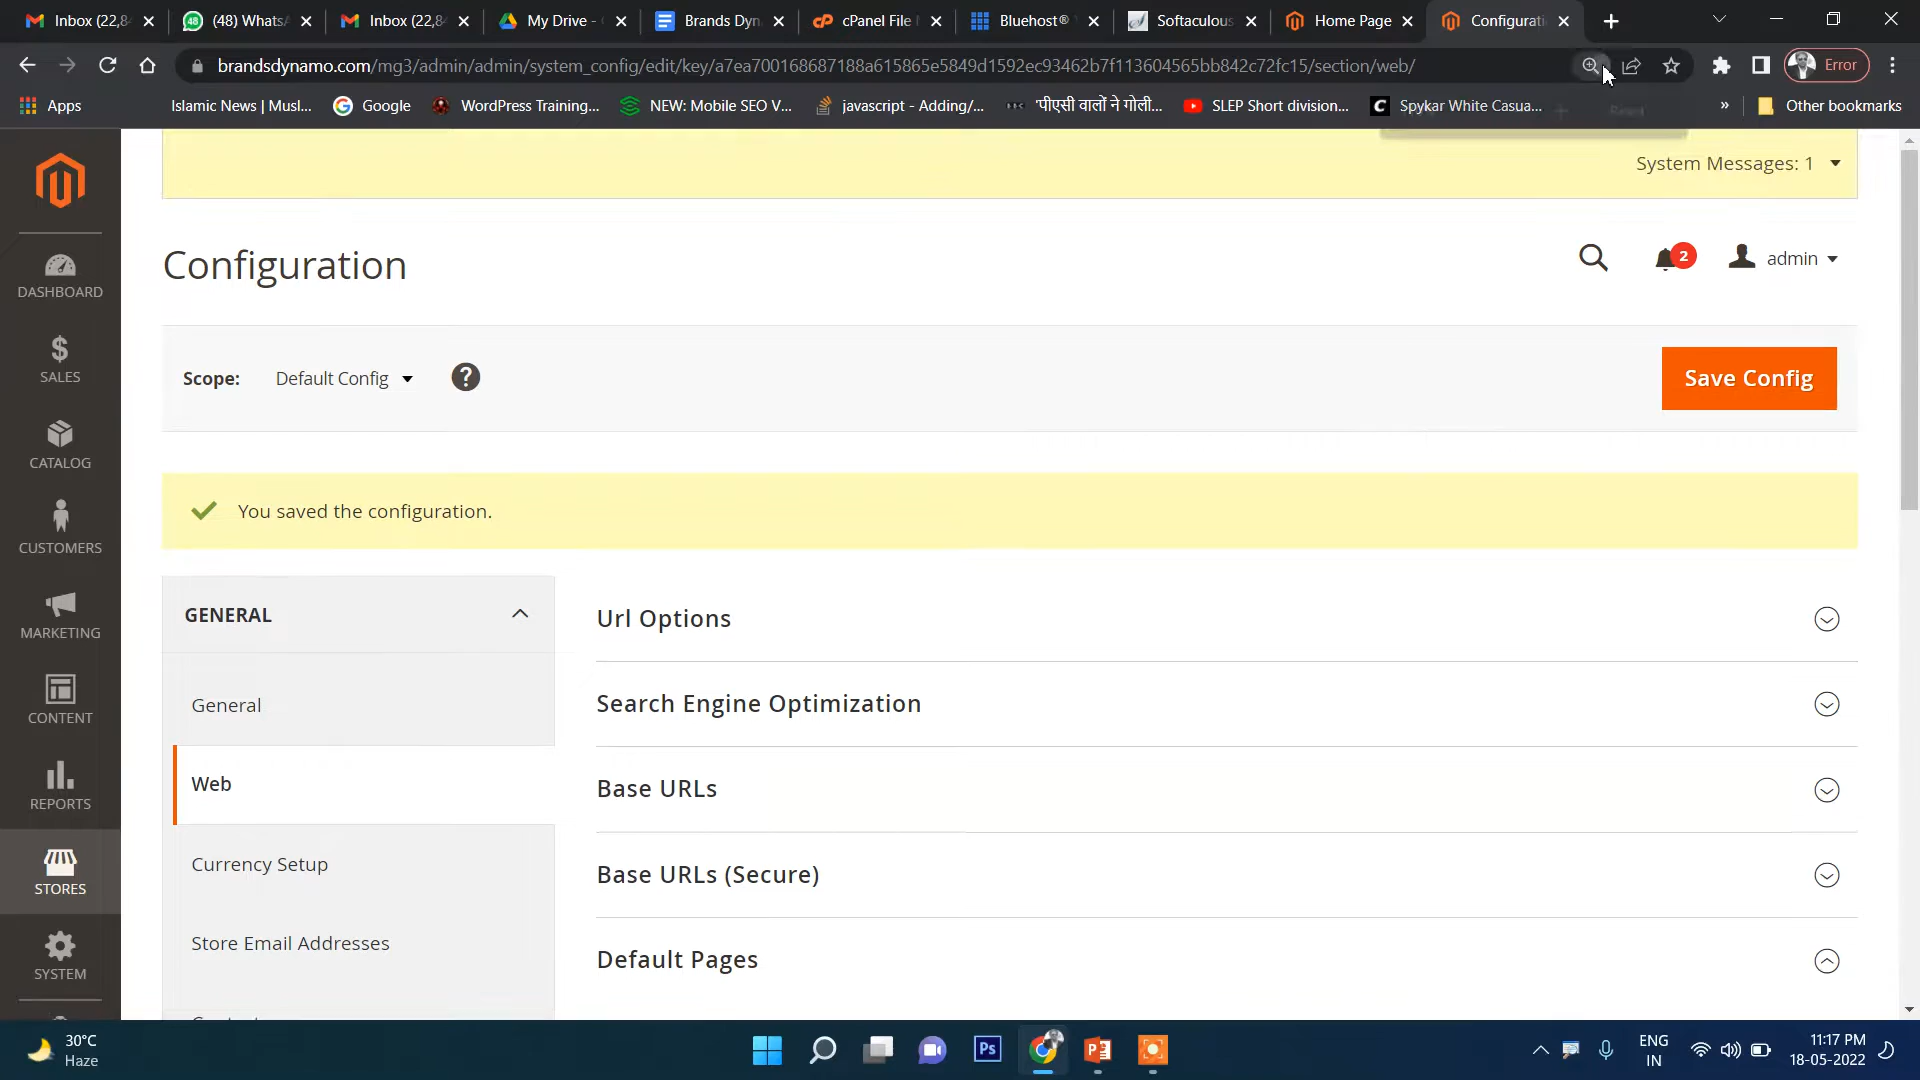 Inbox (22,8
(48) Whats
Inbox (22,8
My Drive -
Brands Dyn
cPanel File
Bluehost®
Softaculous
Home Page
Configurati
brandsdynamo.com/mg3/admin/admin/system_config/edit/key/a7ea700168687188a615865e5849d1592ec93462b7f113604565bb842c72fc15/section/web/
Error
Apps
Islamic News | Musl...
Google
WordPress Training...
NEW: Mobile SEO V...
javascript - Adding/...
'पीएसी वालों ने गोली...
SLEP Short division...
Spykar White Casua...
»
Other bookmarks
System Messages: 1
Configuration
2
admin
Scope:
Default Config
?
Save Config
You saved the configuration.
DASHBOARD
SALES
CATALOG
CUSTOMERS
MARKETING
CONTENT
REPORTS
STORES
SYSTEM
GENERAL
General
Web
Currency Setup
Store Email Addresses
Url Options
Search Engine Optimization
Base URLs
Base URLs (Secure)
Default Pages
30°C
Haze
Ps
ENG
IN
11:17 PM
18-05-2022